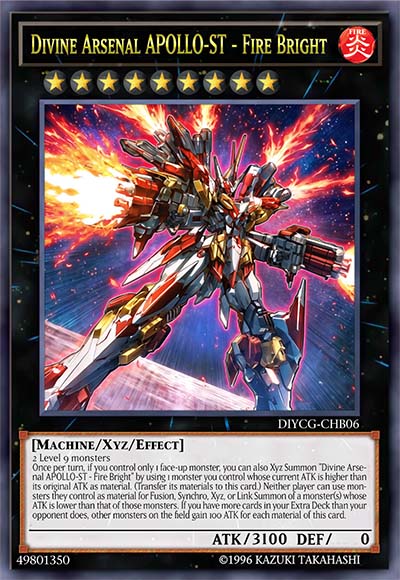 Divine Arsenal APOLLO-ST - Fire Bright
FIRE
炎
DIYCG-CHB06
[Machine/Xyz/Effect]
2 Level 9 monsters
Once per turn, if you control only 1 face-up monster, you can also Xyz Summon "Divine Arse-
nal APOLLO-ST - Fire Bright" by using 1 monster you control whose current ATK is higher than
its original ATK as material. (Transfer its materials to this card.) Neither player can use mon-
sters they control as material for Fusion, Synchro, Xyz, or Link Summon of a monster(s) whose
ATK is lower than that of those monsters. If you have more cards in your Extra Deck than your
opponent does, other monsters on the field gain 100 ATK for each material of this card.
ATK/3100 DEF/ 0
49801350
©1996 KAZUKI TAKAHASHI